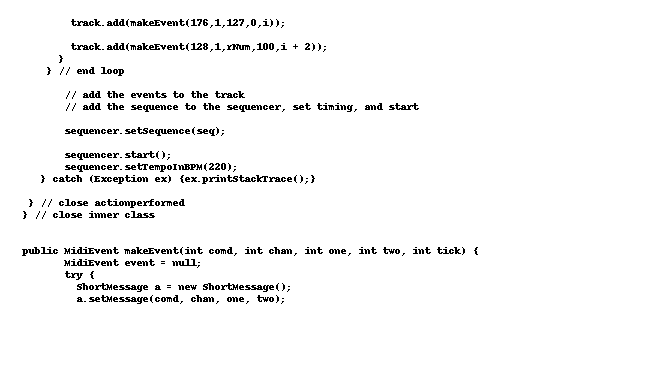 track.add(makeEvent(176,1,127,0,i));
track.add(makeEvent(128,1,rNum,100,i + 2));
}
} // end loop
// add the events to the track
// add the sequence to the sequencer, set timing, and start
sequencer.setSequence(seq);
sequencer.start();
sequencer.setTempoInBPM(220);
} catch (Exception ex) {ex.printStackTrace();}
} // close actionperformed
} // close inner class
public MidiEvent makeEvent(int comd, int chan, int one, int two, int tick) {
MidiEvent event = null;
try {
ShortMessage a = new ShortMessage();
a.setMessage(comd, chan, one, two);